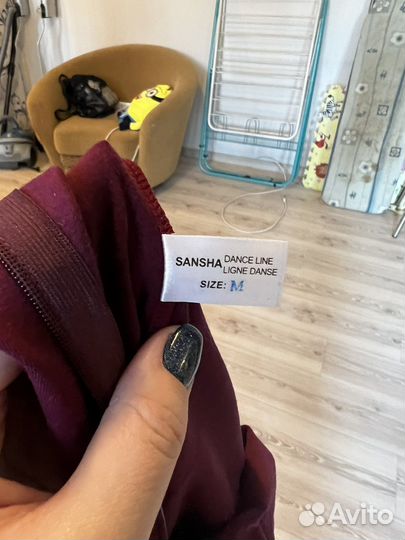 SANSHA DANCE LINE
LIGNE DANSE
SIZE: M
Avito